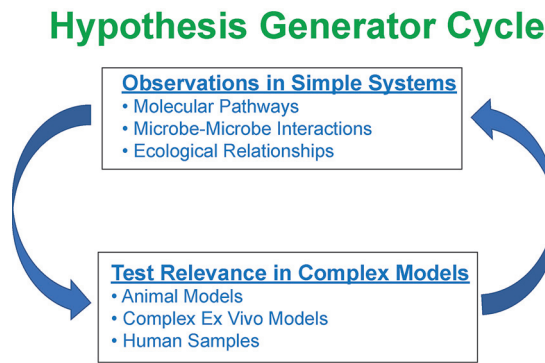 Hypothesis Generator Cycle
Observations in Simple Systems
• Molecular Pathways
• Microbe-Microbe Interactions
• Ecological Relationships
Test Relevance in Complex Models
• Animal Models
• Complex Ex Vivo Models
• Human Samples